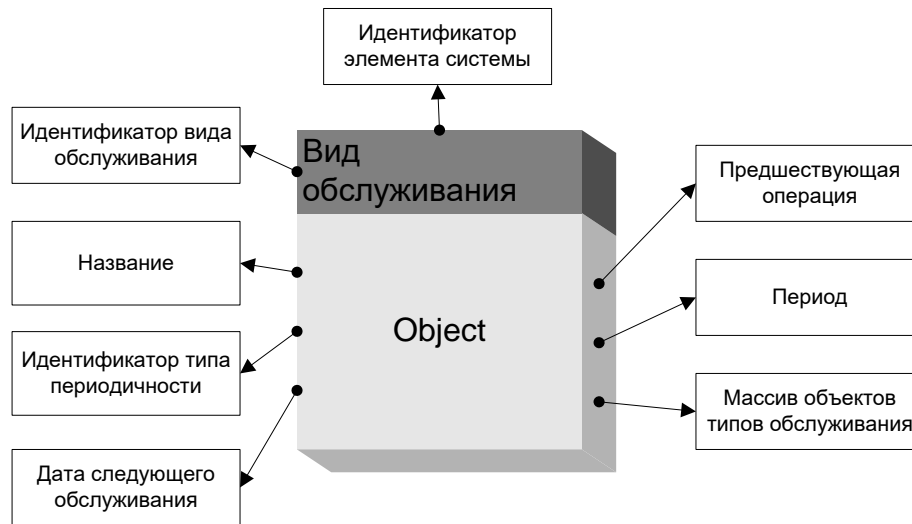 Идентификатор
элемента системы
Идентификатор вида
обслуживания
Вид
обслуживания
Предшествующая
операция
Название
Период
Object
Идентификатор типа
периодичности
Массив объектов
типов обслуживания
Дата следующего
обслуживания